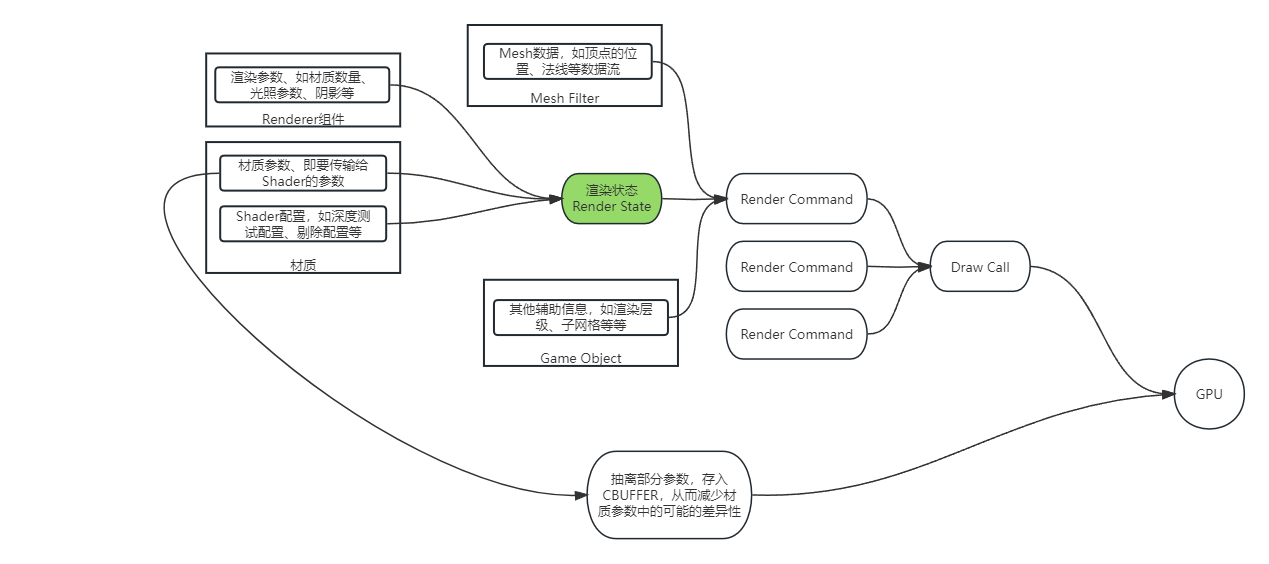 Mesh数据，如顶点的位
置、法线等数据流
Mesh Filter
渲染参数、如材质数量、
光照参数、阴影等
Renderer组件
材质参数、即要传输给
Shader的参数
Shader配置，如深度测
试配置、剔除配置等
材质
渲染状态
Render State
其他辅助信息，如渲染层
级、子网格等等
Game Object
Render Command
Render Command
Render Command
Draw Call
GPU
抽离部分参数，存入
CBUFFER，从而减少材
质参数中的可能的差异性